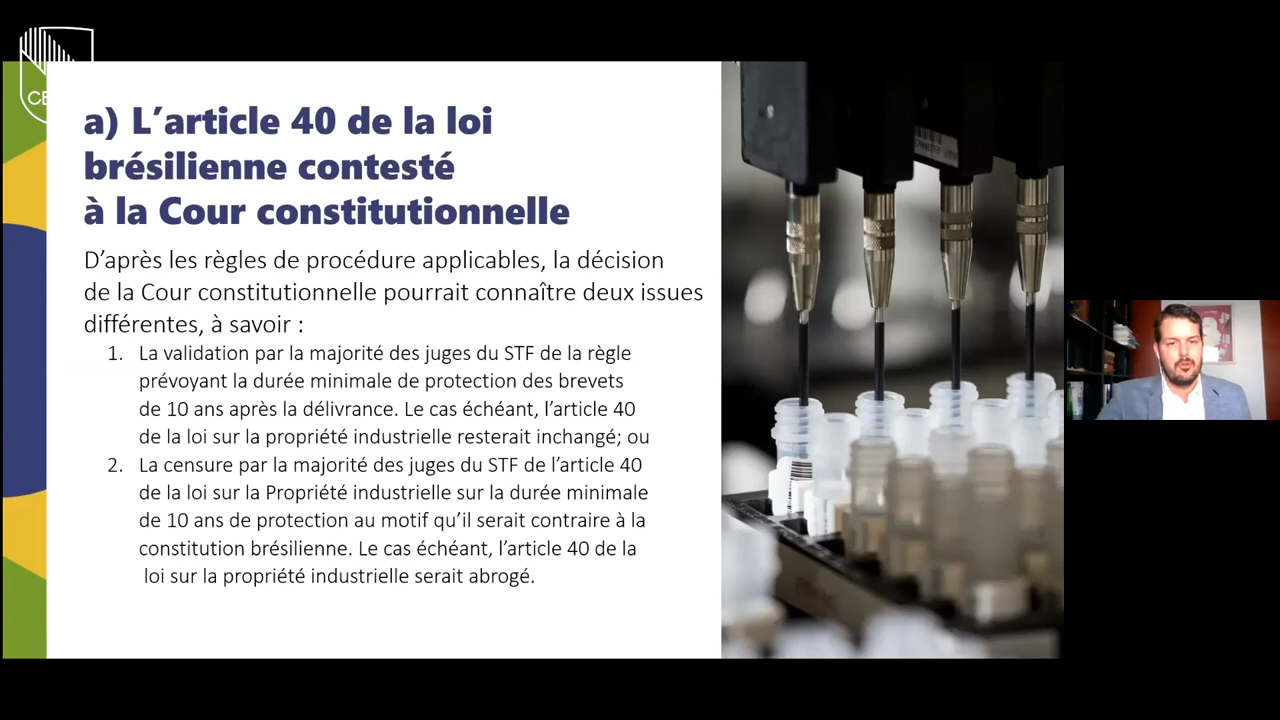 a) L’article 40 de la loi
brésilienne contesté
à la Cour constitutionnelle
D’après les règles de procédure applicables, la décision
de la Cour constitutionnelle pourrait connaître deux issues
différentes, à savoir :
1. La validation par la majorité des juges du STF de la règle
prévoyant la durée minimale de protection des brevets
de 10 ans après la délivrance. Le cas échéant, l’article 40
de la loi sur la propriété industrielle resterait inchangé; ou
2. La censure par la majorité des juges du STF de l’article 40
de la loi sur la Propriété industrielle sur la durée minimale
de 10 ans de protection au motif qu’il serait contraire à la
constitution brésilienne. Le cas échéant, l’article 40 de la
loi sur la propriété industrielle serait abrogé.